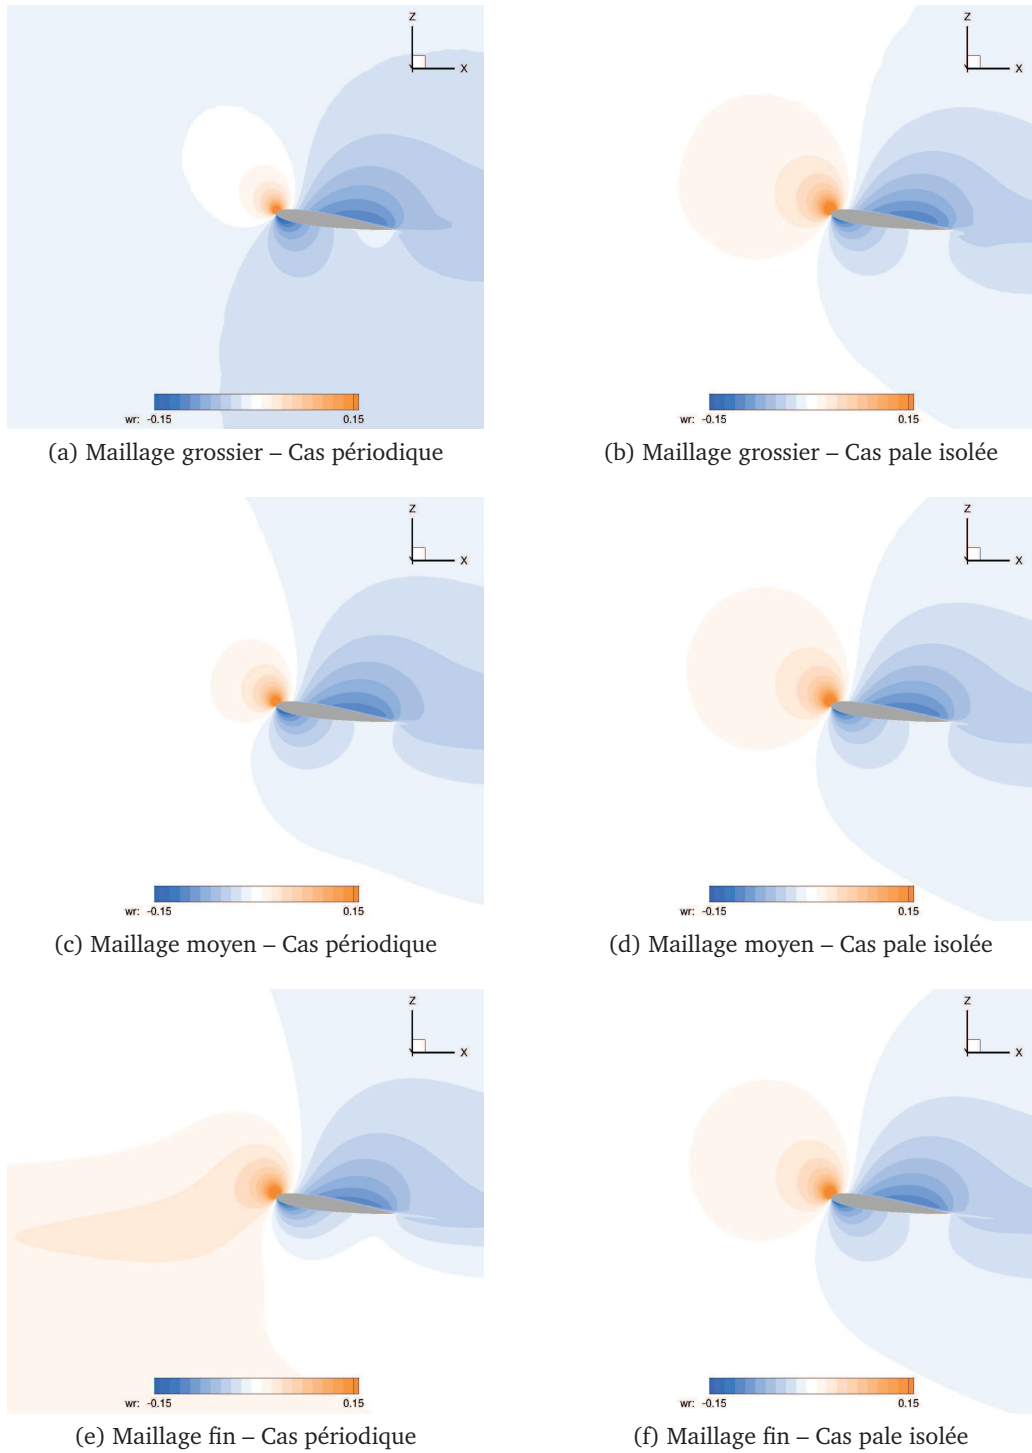 Z
X
wr: -0.15 0.15
(a) Maillage grossier – Cas périodique
Z
X
wr: -0.15 0.15
(b) Maillage grossier – Cas pale isolée
Z
X
wr: -0.15 0.15
(c) Maillage moyen – Cas périodique
Z
X
wr: -0.15 0.15
(d) Maillage moyen – Cas pale isolée
Z
X
wr: -0.15 0.15
(e) Maillage fin – Cas périodique
Z
X
wr: -0.15 0.15
(f) Maillage fin – Cas pale isolée